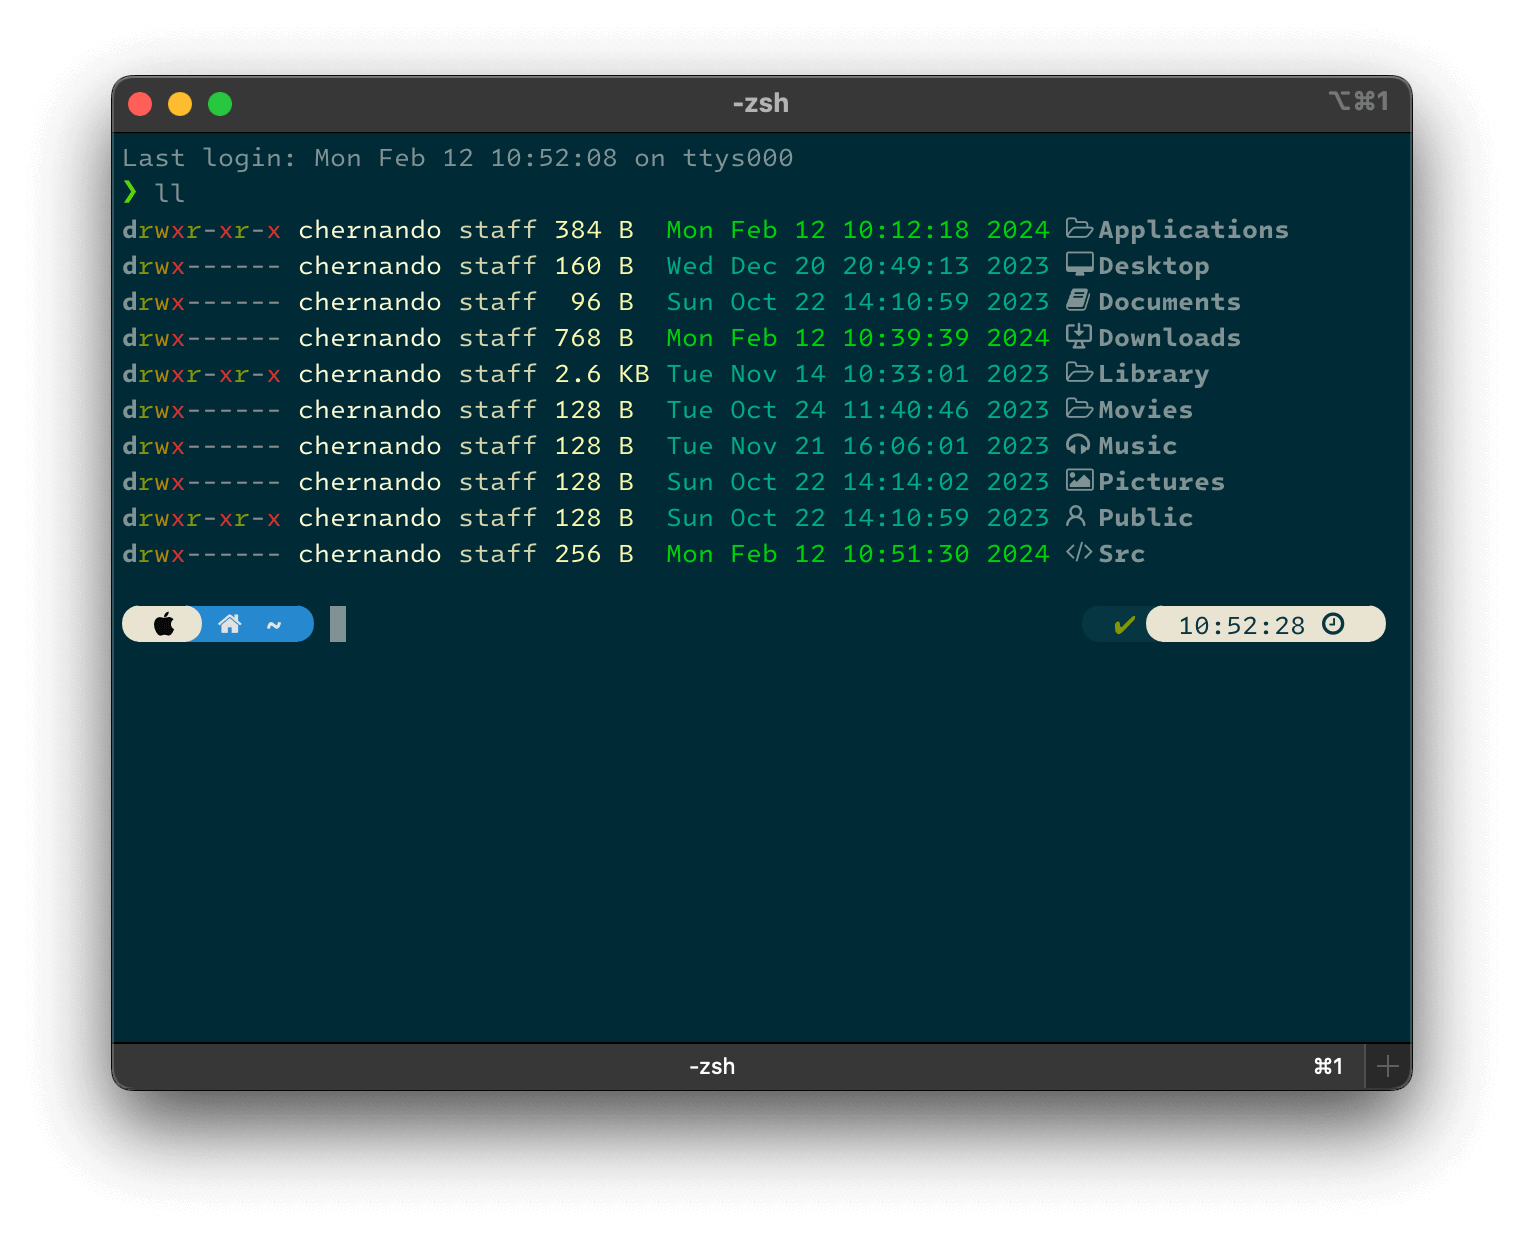 -zsh ⌥⌘1
Last login: Mon Feb 12 10:52:08 on ttys000
❯ ll
drwxr-xr-x chernando staff 384 B  Mon Feb 12 10:12:18 2024 Applications
drwx------ chernando staff 160 B  Wed Dec 20 20:49:13 2023 Desktop
drwx------ chernando staff  96 B  Sun Oct 22 14:10:59 2023 Documents
drwx------ chernando staff 768 B  Mon Feb 12 10:39:39 2024 Downloads
drwxr-xr-x chernando staff 2.6 KB Tue Nov 14 10:33:01 2023 Library
drwx------ chernando staff 128 B  Tue Oct 24 11:40:46 2023 Movies
drwx------ chernando staff 128 B  Tue Nov 21 16:06:01 2023 Music
drwx------ chernando staff 128 B  Sun Oct 22 14:14:02 2023 Pictures
drwxr-xr-x chernando staff 128 B  Sun Oct 22 14:10:59 2023 Public
drwx------ chernando staff 256 B  Mon Feb 12 10:51:30 2024 Src
~ ✔ 10:52:28
-zsh ⌘1